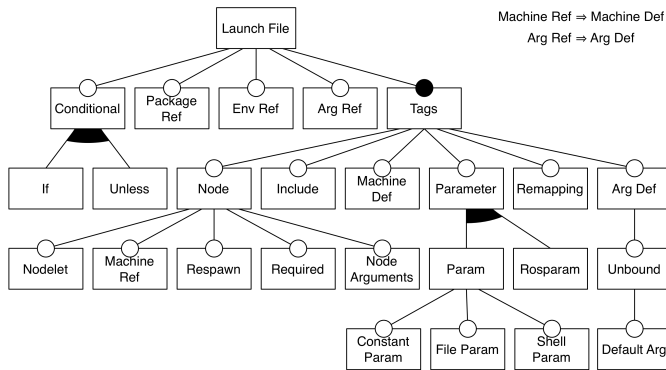 Machine Ref ⇒ Machine Def
Launch File
Arg Ref ⇒ Arg Def
Conditional
Package
Ref
Env Ref
Arg Ref
Tags
If
Unless
Node
Include
Machine
Def
Parameter
Remapping
Arg Def
Nodelet
Machine
Ref
Respawn
Required
Node
Arguments
Param
Rosparam
Unbound
Constant
Param
File Param
Shell
Param
Default Arg